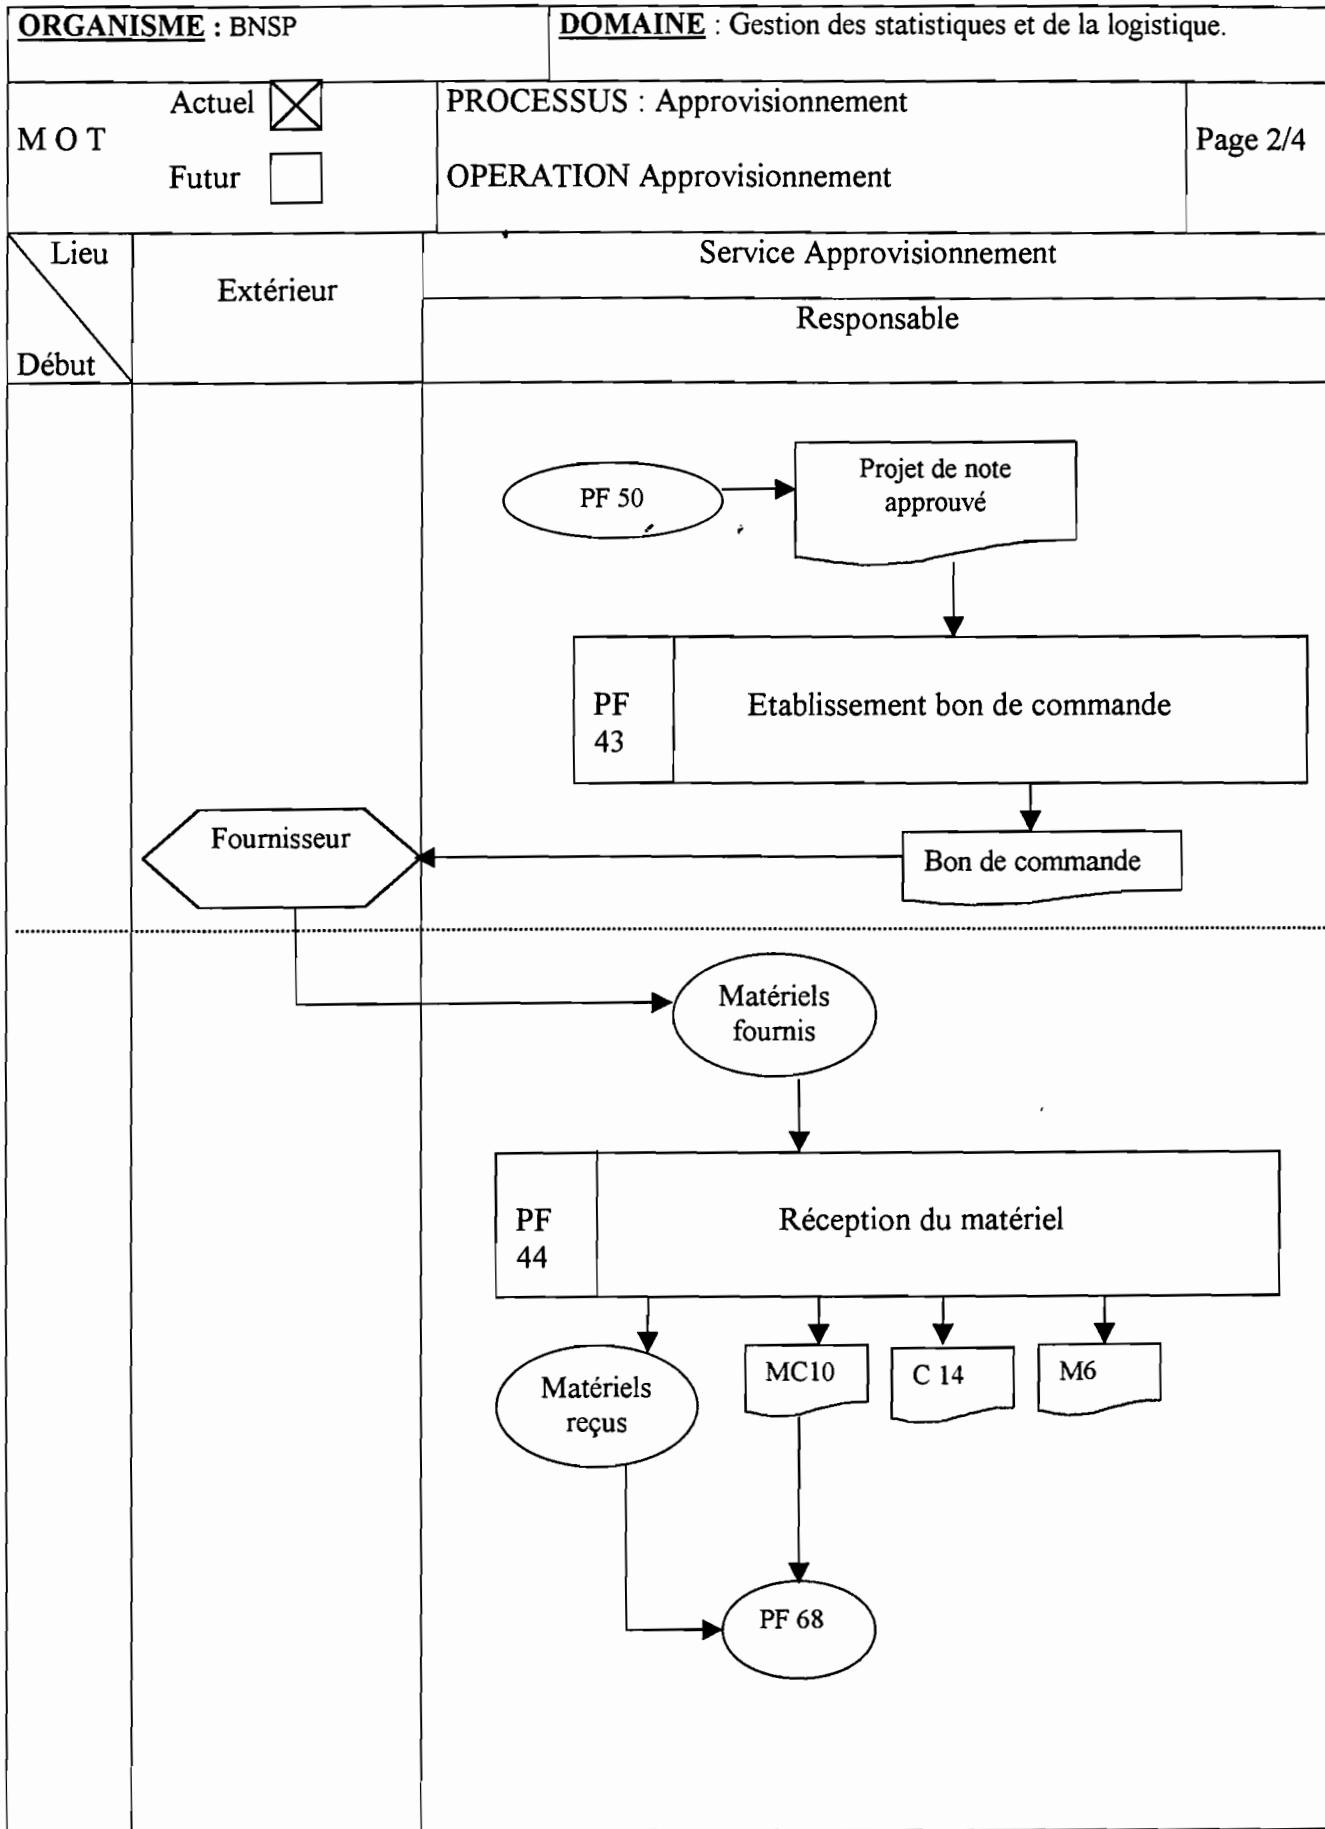 ORGANISME : BNSP
DOMAINE : Gestion des statistiques et de la logistique.
M O T
Actuel
Futur
PROCESSUS : Approvisionnement
OPERATION Approvisionnement
Page 2/4
Lieu
Début
Extérieur
Service Approvisionnement
Responsable
PF 50
Projet de note
approuvé
PF
43
Etablissement bon de commande
Fournisseur
Bon de commande
Matériels
fournis
PF
44
Réception du matériel
Matériels
reçus
MC10
C 14
M6
PF 68